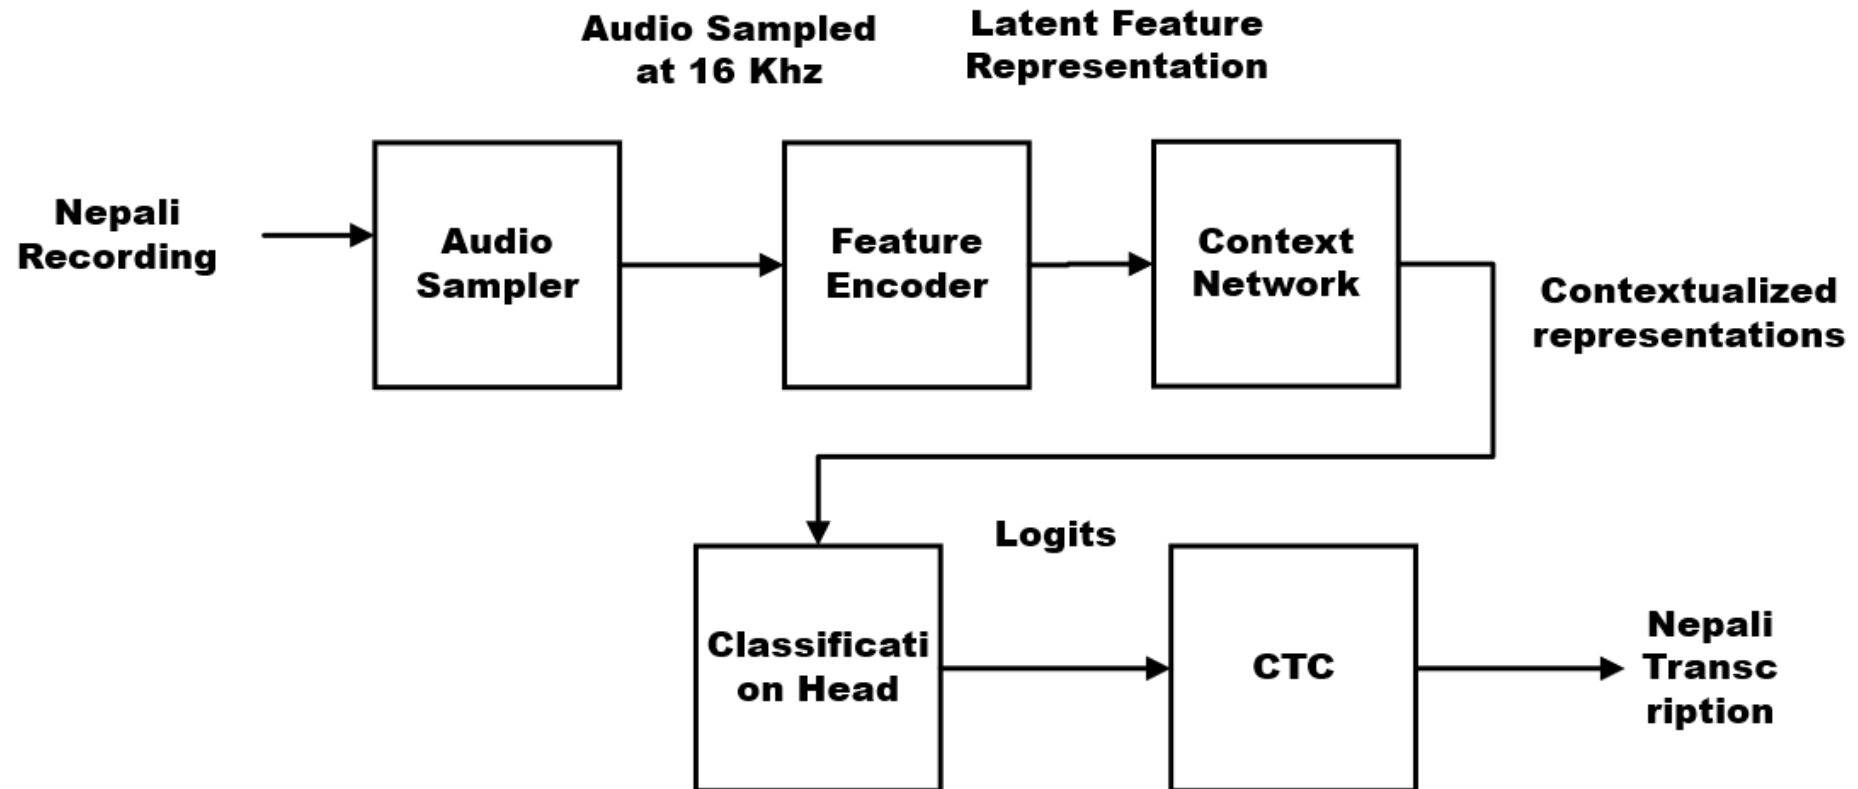 Audio Sampled
at 16 Khz
Latent Feature
Representation
Nepali
Recording
Audio
Sampler
Feature
Encoder
Context
Network
Contextualized
representations
Logits
Classificati
on Head
CTC
Nepali
Transc
ription